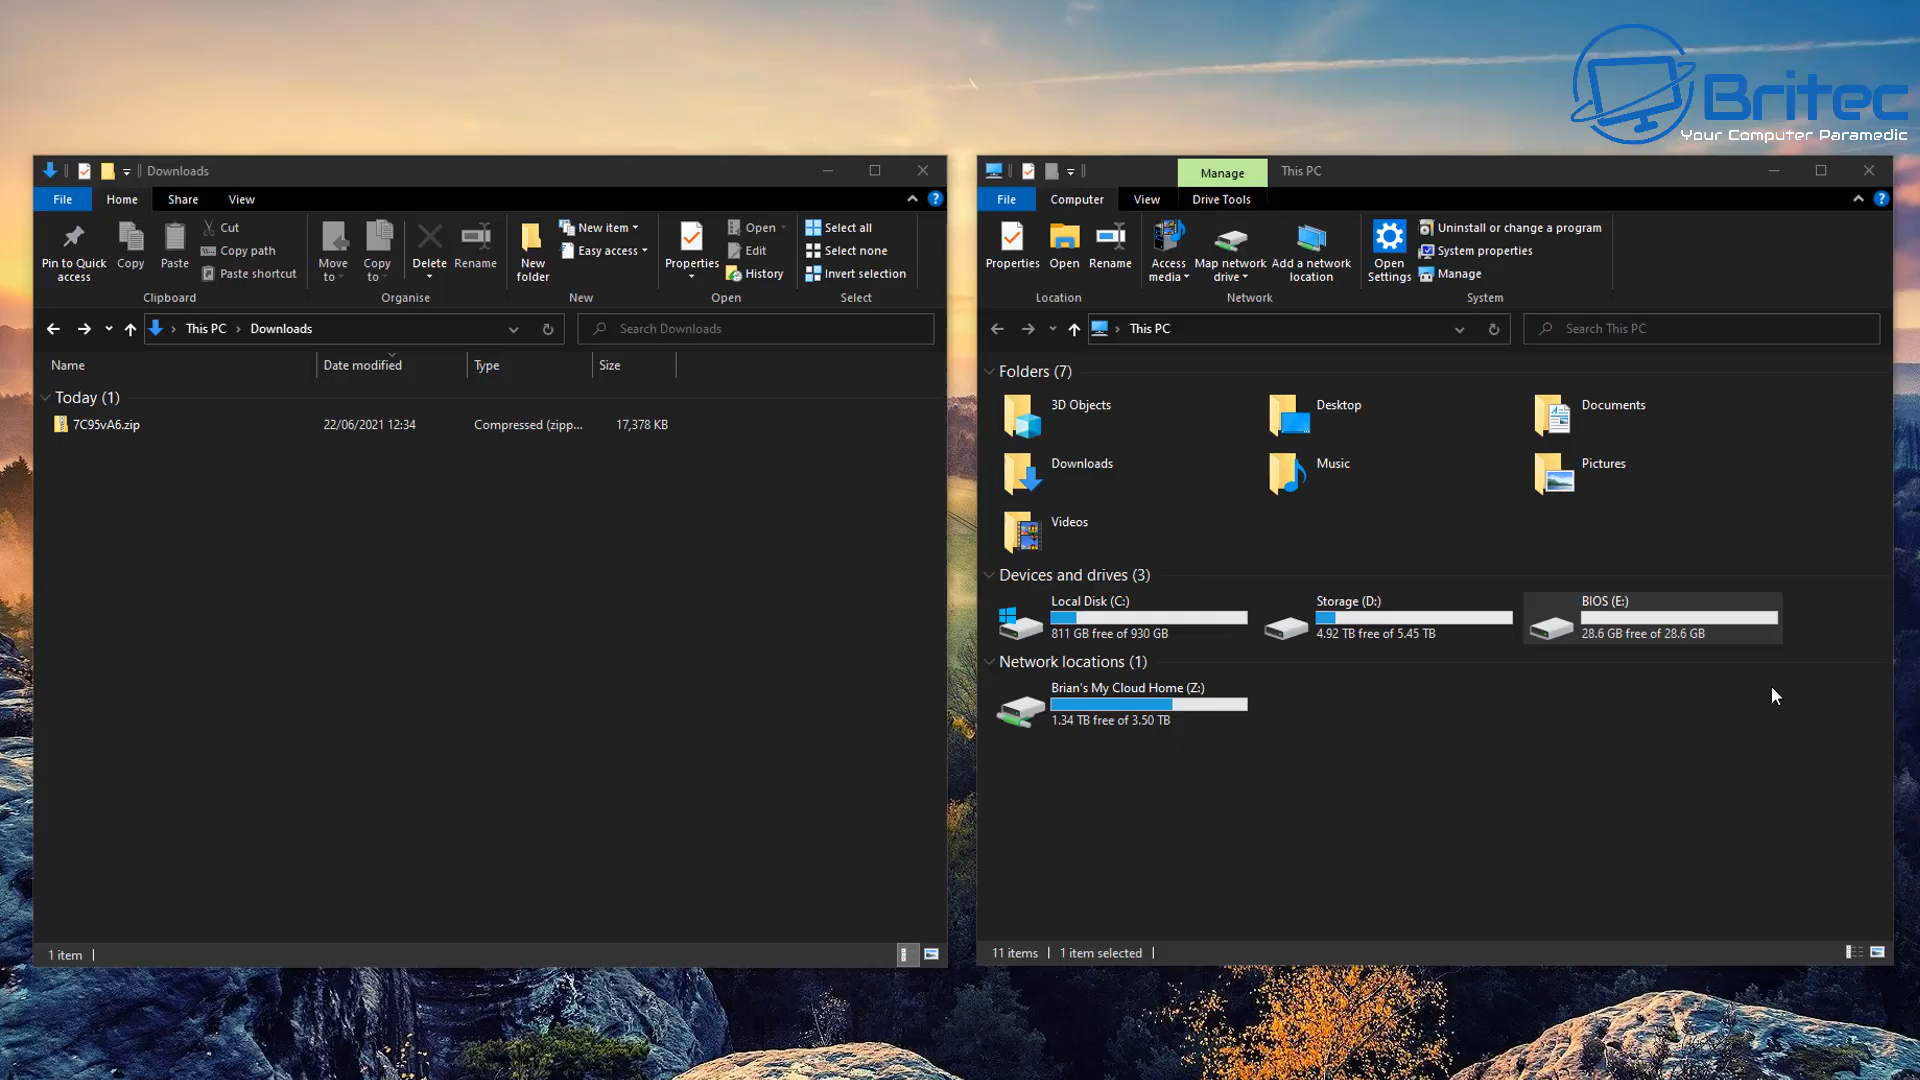 Britec
Your Computer Paramedic
Downloads
File Home Share View
Pin to Quick access
Copy
Paste
Cut
Copy path
Paste shortcut
Clipboard
Move to
Copy to
Delete
Rename
Organise
New folder
New item
Easy access
New
Properties
Open
Edit
History
Open
Select all
Select none
Invert selection
Select
This PC Downloads
Search Downloads
Name Date modified Type Size
Today (1)
7C95vA6.zip 22/06/2021 12:34 Compressed (zipp... 17,378 KB
1 item
Manage This PC
File Computer View Drive Tools
Properties
Open
Rename
Location
Access media
Map network drive
Add a network location
Network
Open Settings
Uninstall or change a program
System properties
Manage
System
This PC
Search This PC
Folders (7)
3D Objects Desktop Documents
Downloads Music Pictures
Videos
Devices and drives (3)
Local Disk (C:)
811 GB free of 930 GB
Storage (D:)
4.92 TB free of 5.45 TB
BIOS (E:)
28.6 GB free of 28.6 GB
Network locations (1)
Brian's My Cloud Home (Z:)
1.34 TB free of 3.50 TB
11 items 1 item selected